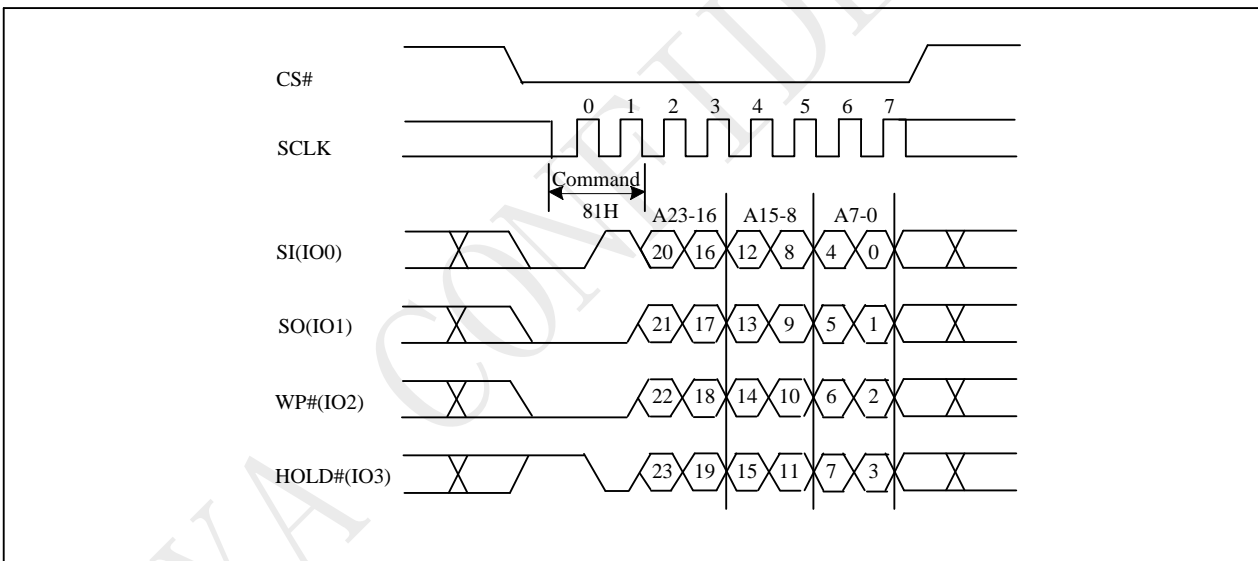 CS#
0 1 2 3 4 5 6 7
SCLK
Command
81H
A23-16 A15-8 A7-0
SI(IO0) 20 16 12 8 4 0
SO(IO1) 21 17 13 9 5 1
WP#(IO2) 22 18 14 10 6 2
HOLD#(IO3) 23 19 15 11 7 3